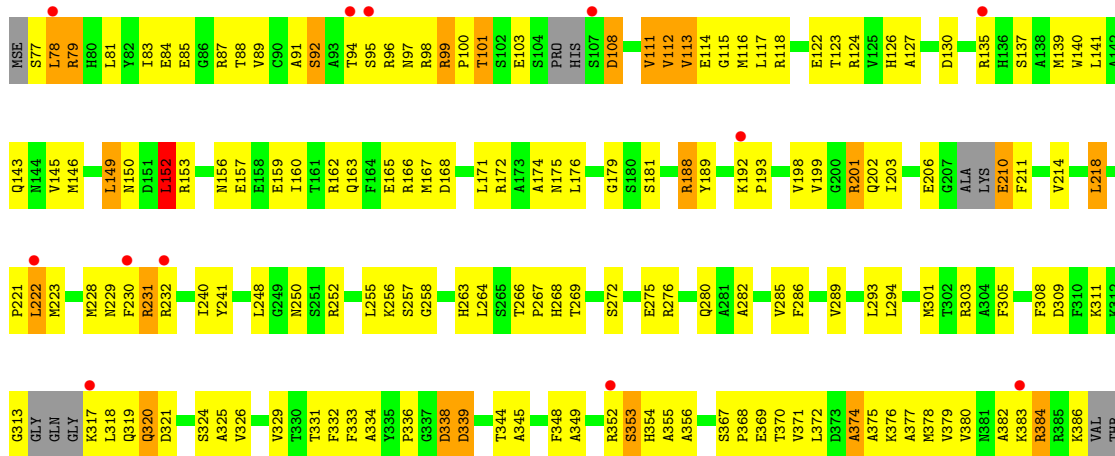 MSE S77 L78 R79 H80 L81 Y82 I83 E84 E85 G86 R87 T88 V89 C90 A91 S92 A93 T94 S95 R96 N97 R98 R99 P100 T101 S102 E103 S104 PRO HIS S107 D108 V111 V112 V113 E114 G115 M116 L117 R118 E122 T123 R124 V125 H126 A127 D130 R135 H136 S137 A138 M139 W140 L141 A142
Q143 N144 V145 M146 L149 N150 D151 L152 R153 N156 E157 E158 E159 I160 T161 R162 Q163 F164 E165 R166 M167 D168 L171 R172 A173 A174 N175 L176 G179 S180 S181 R188 Y189 K192 P193 V198 V199 G200 R201 Q202 I203 E206 G207 ALA LYS E210 F211 V214 L218
P221 L222 M223 M228 N229 F230 R231 R232 I240 Y241 L248 G249 N250 S251 R252 L255 K256 S257 G258 H263 L264 S265 T266 P267 H268 T269 S272 E275 R276 Q280 A281 A282 V285 F286 V289 L293 L294 M301 T302 R303 A304 F305 F308 D309 F310 K311 K312
G313 GLY GLN GLY K317 L318 Q319 Q320 D321 S324 A325 V326 V329 T330 T331 F332 F333 A334 Y335 P336 G337 D338 D339 T344 A345 F348 A349 R352 S353 H354 A355 A356 S367 P368 E369 T370 V371 L372 D373 A374 A375 K376 A377 M378 V379 V380 N381 A382 K383 R384 R385 K386 VAL THR